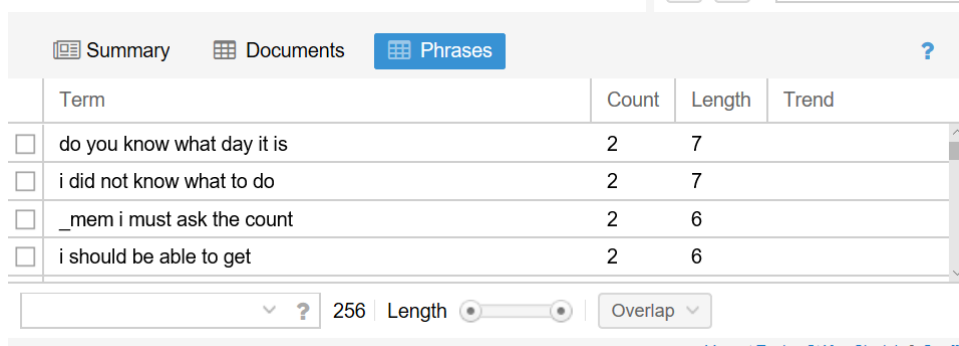 Summary Documents Phrases ?
Term Count Length Trend
do you know what day it is 2 7
i did not know what to do 2 7
_mem i must ask the count 2 6
i should be able to get 2 6
? 256 Length Overlap